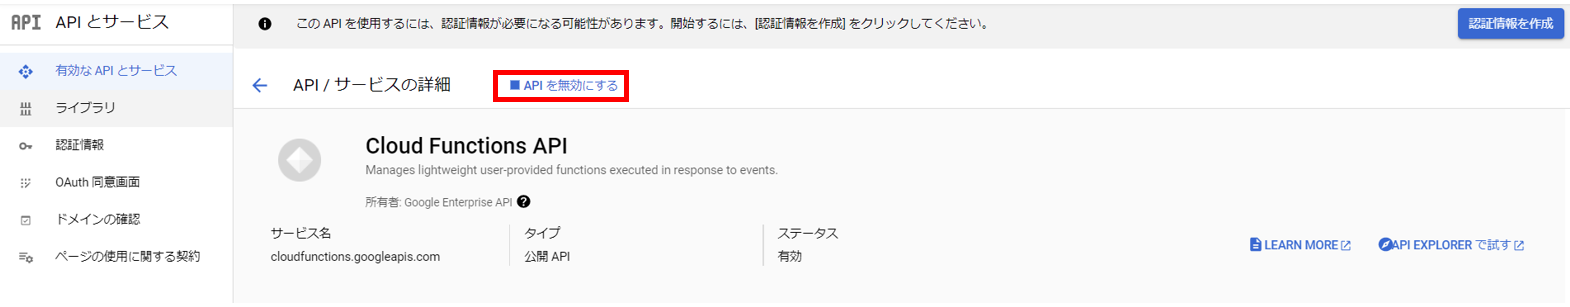 API API とサービス
この API を使用するには、認証情報が必要になる可能性があります。開始するには、[認証情報を作成] をクリックしてください。
認証情報を作成
有効な API とサービス
ライブラリ
認証情報
OAuth 同意画面
ドメインの確認
ページの使用に関する契約
API / サービスの詳細
API を無効にする
Cloud Functions API
Manages lightweight user-provided functions executed in response to events.
所有者: Google Enterprise API
サービス名
cloudfunctions.googleapis.com
タイプ
公開 API
ステータス
有効
LEARN MORE
API EXPLORER で試す